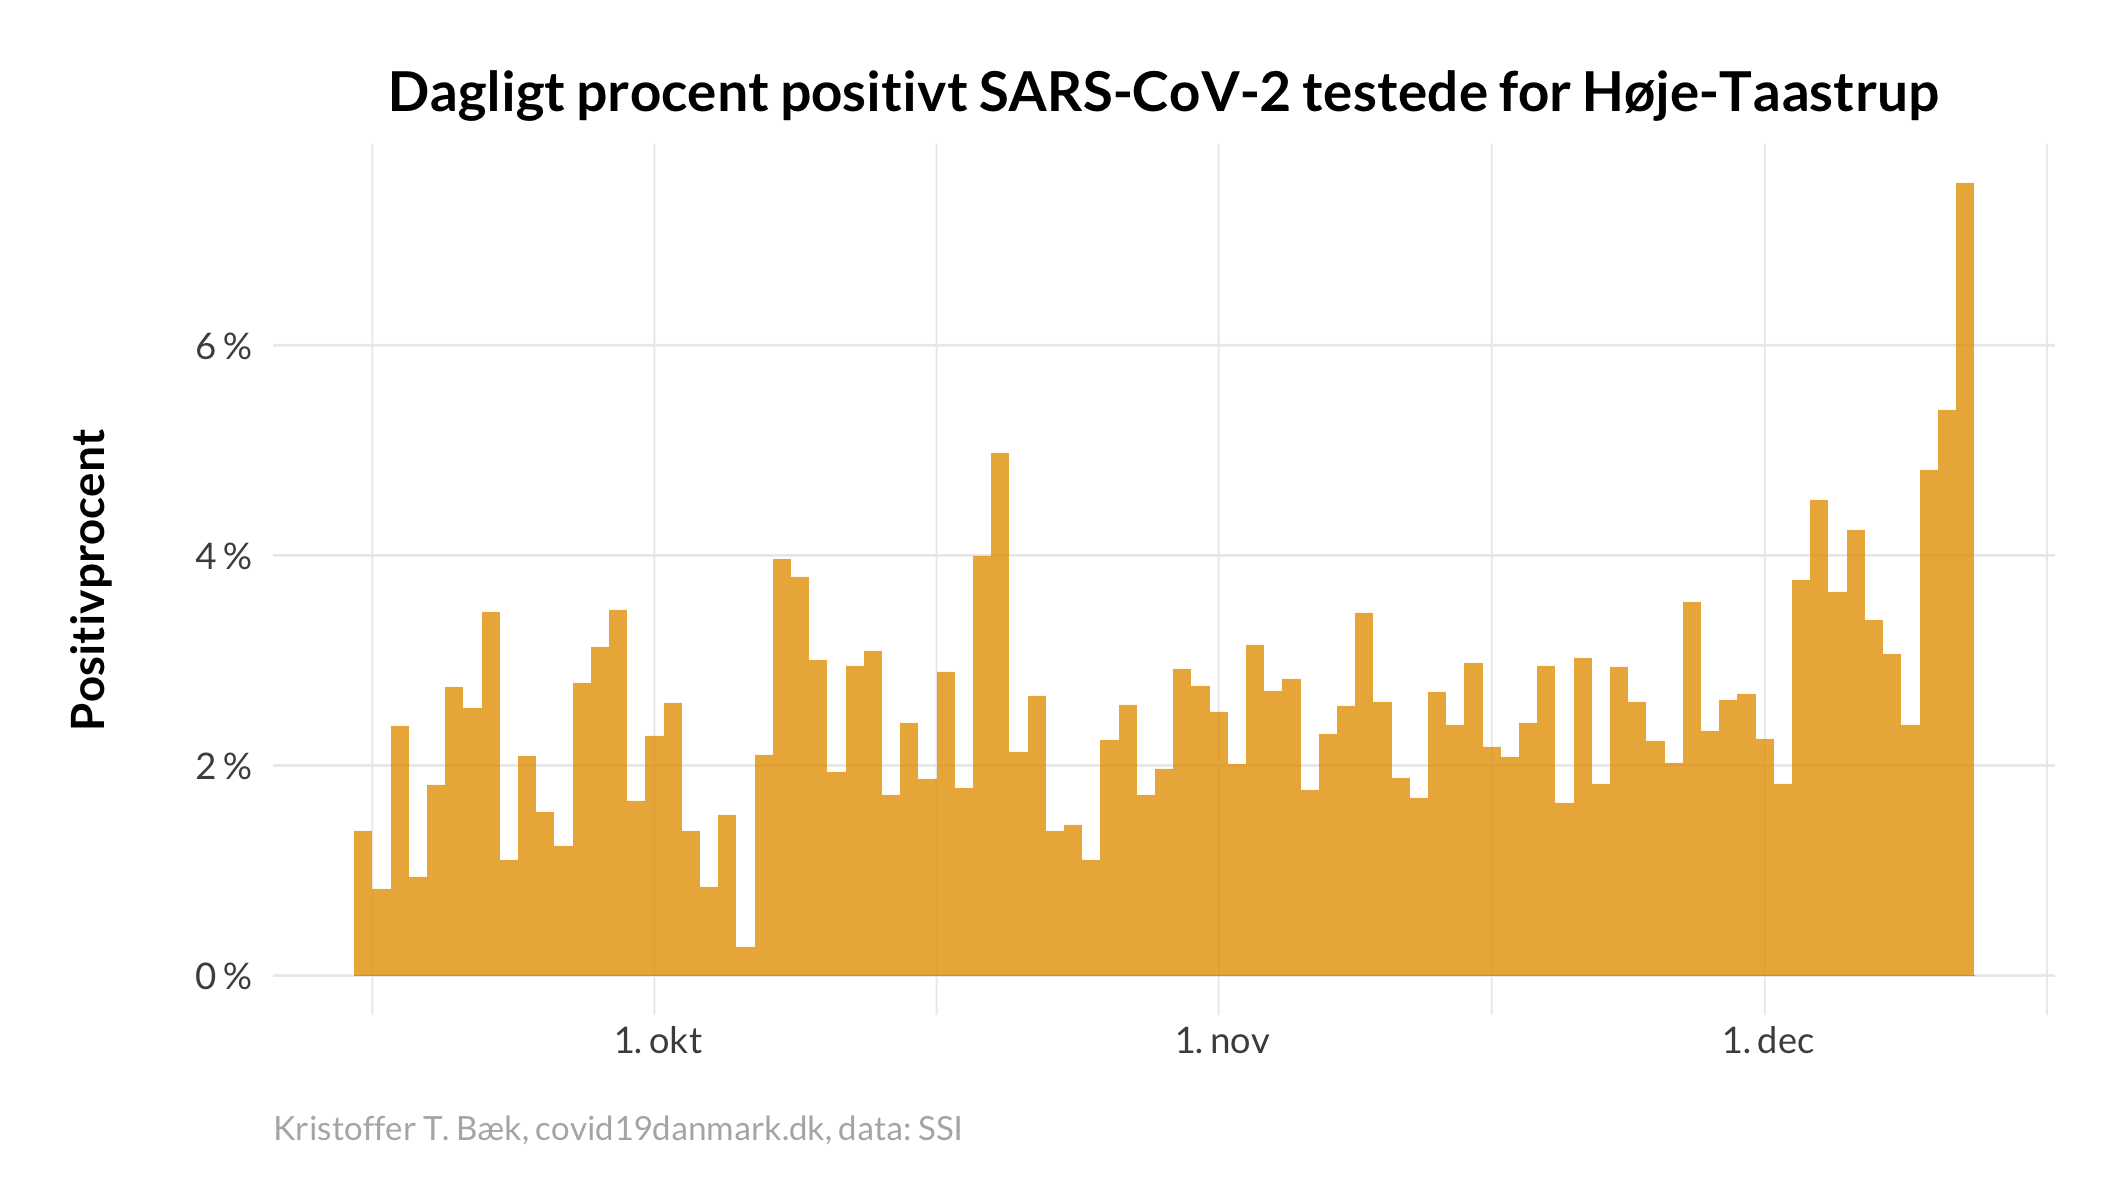 Dagligt procent positivt SARS-CoV-2 testede for Høje-Taastrup
Positivprocent
6 %
4 %
2 %
0 %
1. okt
1. nov
1. dec
Kristoffer T. Bæk, covid19danmark.dk, data: SSI